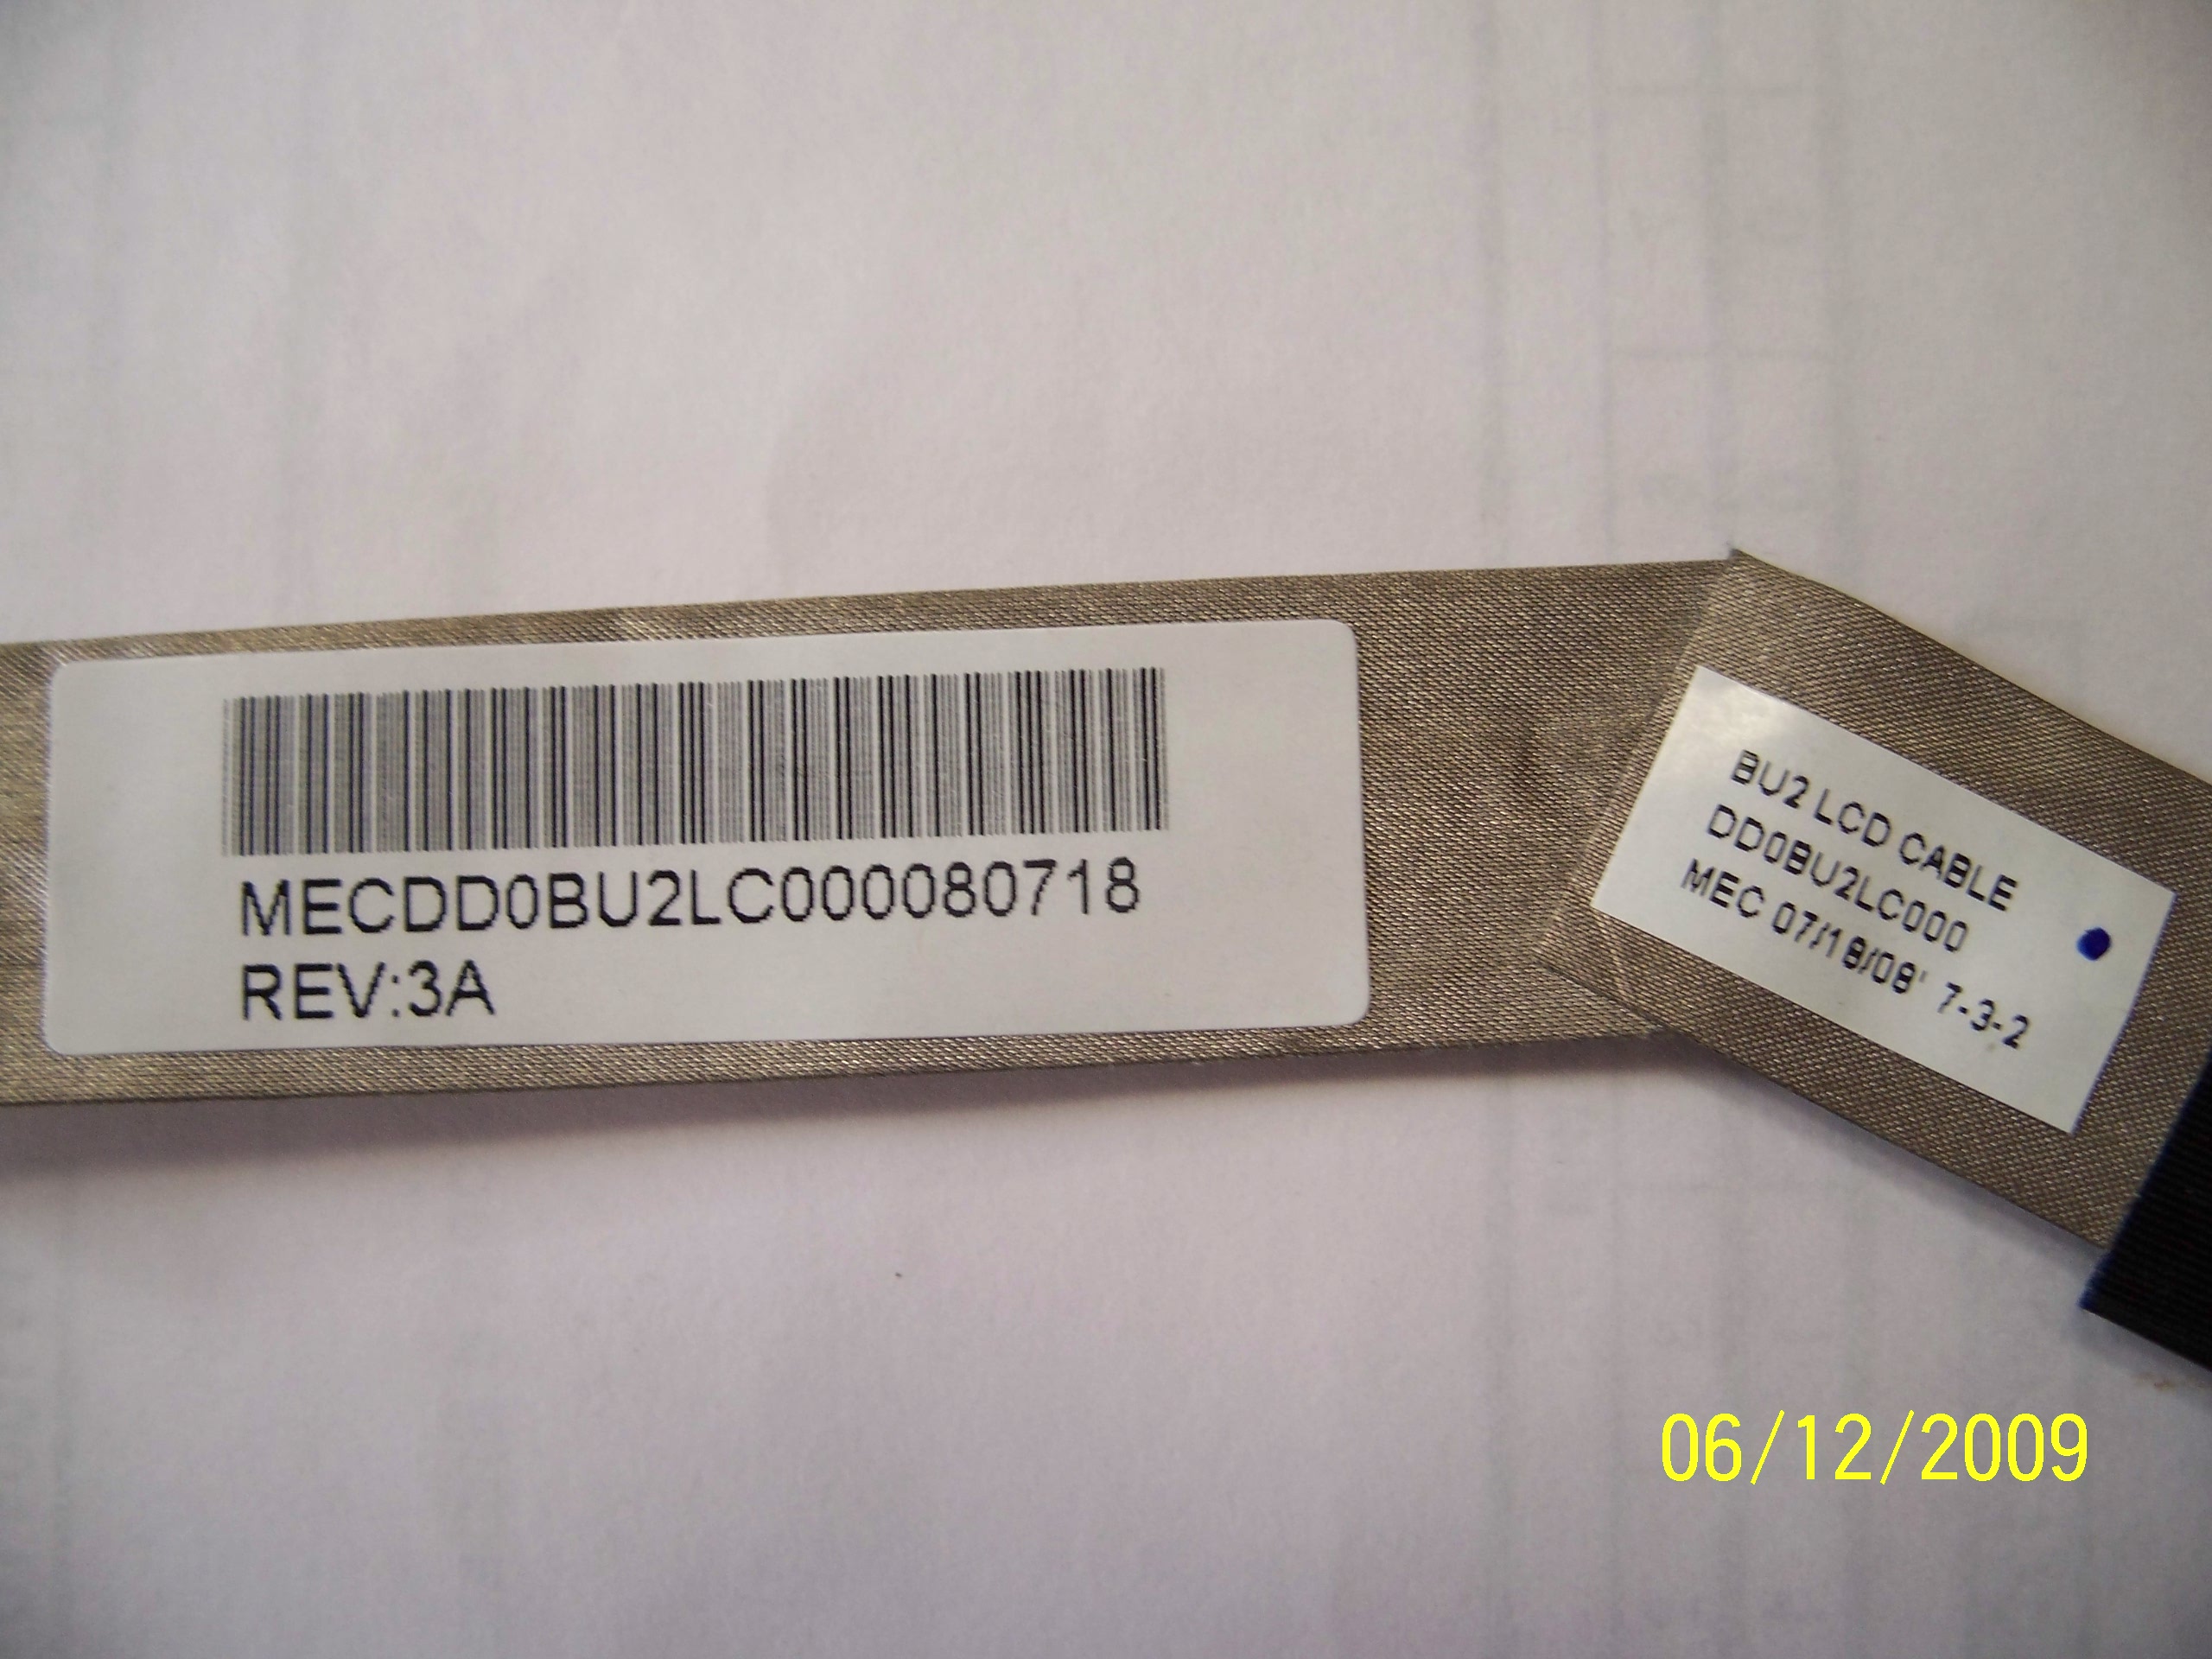 MECDD0BU2LC000080718
REV:3A
BU2 LCD CABLE
DD0BU2LC000
MEC 07/18/08' 7-3-2
06/12/2009